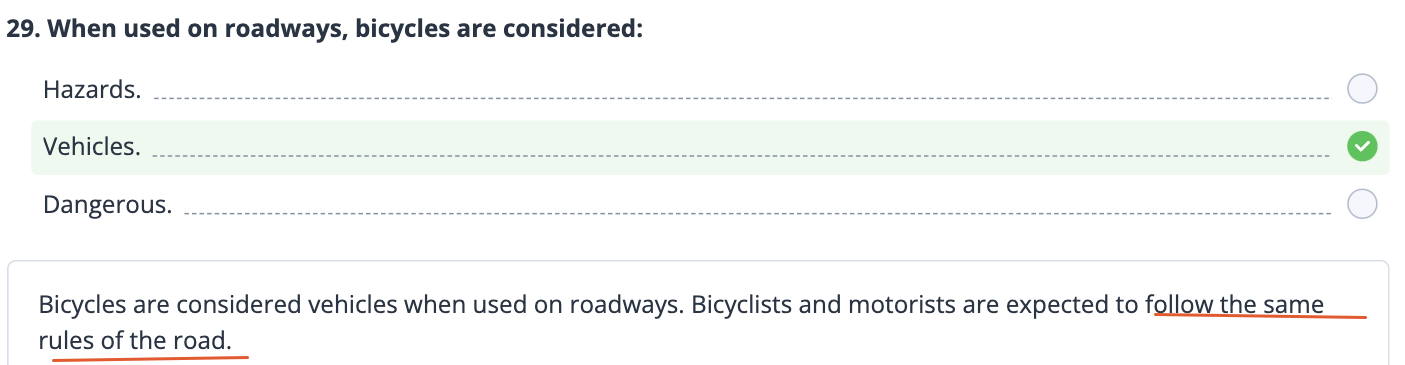 29. When used on roadways, bicycles are considered:
Hazards.
Vehicles.
Dangerous.
Bicycles are considered vehicles when used on roadways. Bicyclists and motorists are expected to follow the same
rules of the road.